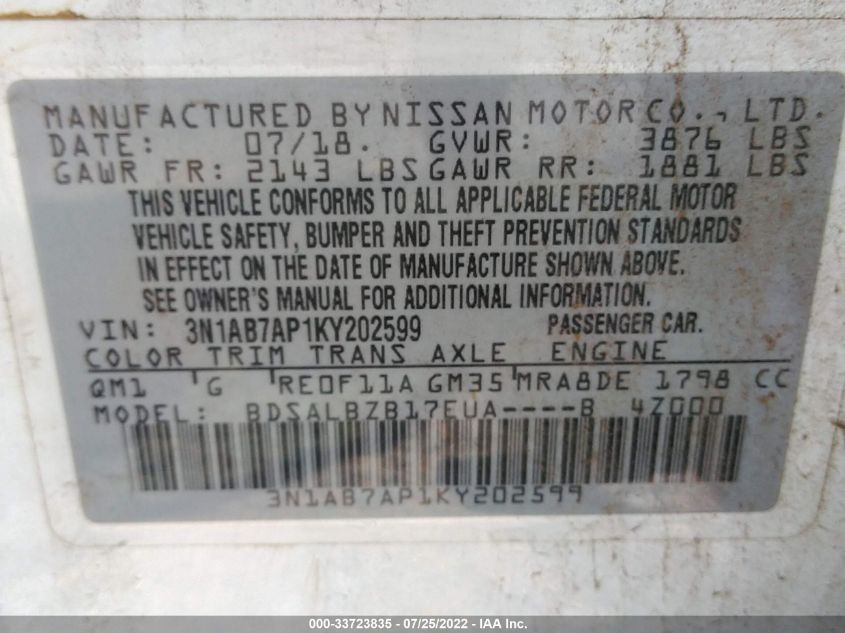 MANUFACTURED BY NISSAN MOTOR CO., LTD.
DATE: 07/18. GVWR: 3876 LBS
GAWR FR: 2143 LBS GAWR RR: 1881 LBS
THIS VEHICLE CONFORMS TO ALL APPLICABLE FEDERAL MOTOR
VEHICLE SAFETY, BUMPER AND THEFT PREVENTION STANDARDS
IN EFFECT ON THE DATE OF MANUFACTURE SHOWN ABOVE.
SEE OWNER'S MANUAL FOR ADDITIONAL INFORMATION.
VIN: 3N1AB7AP1KY202599 PASSENGER CAR.
COLOR TRIM TRANS AXLE ENGINE
QM1 G RE0F11A GM35 MRA8DE 1798 CC
MODEL: BDSALBZB17EUA----B 4Z000
3N1AB7AP1KY202599
000-33723835 - 07/25/2022 - IAA Inc.